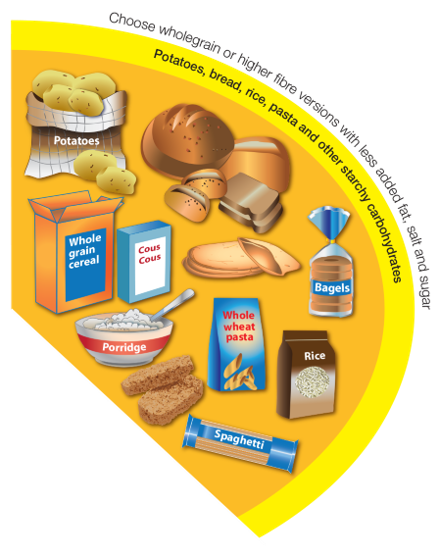 Choose wholegrain or higher fibre versions with less added fat, salt and sugar
Potatoes, bread, rice, pasta and other starchy carbohydrates
Potatoes
Whole
grain
cereal
Cous
Cous
Bagels
Whole
wheat
pasta
Porridge
Rice
Spaghetti